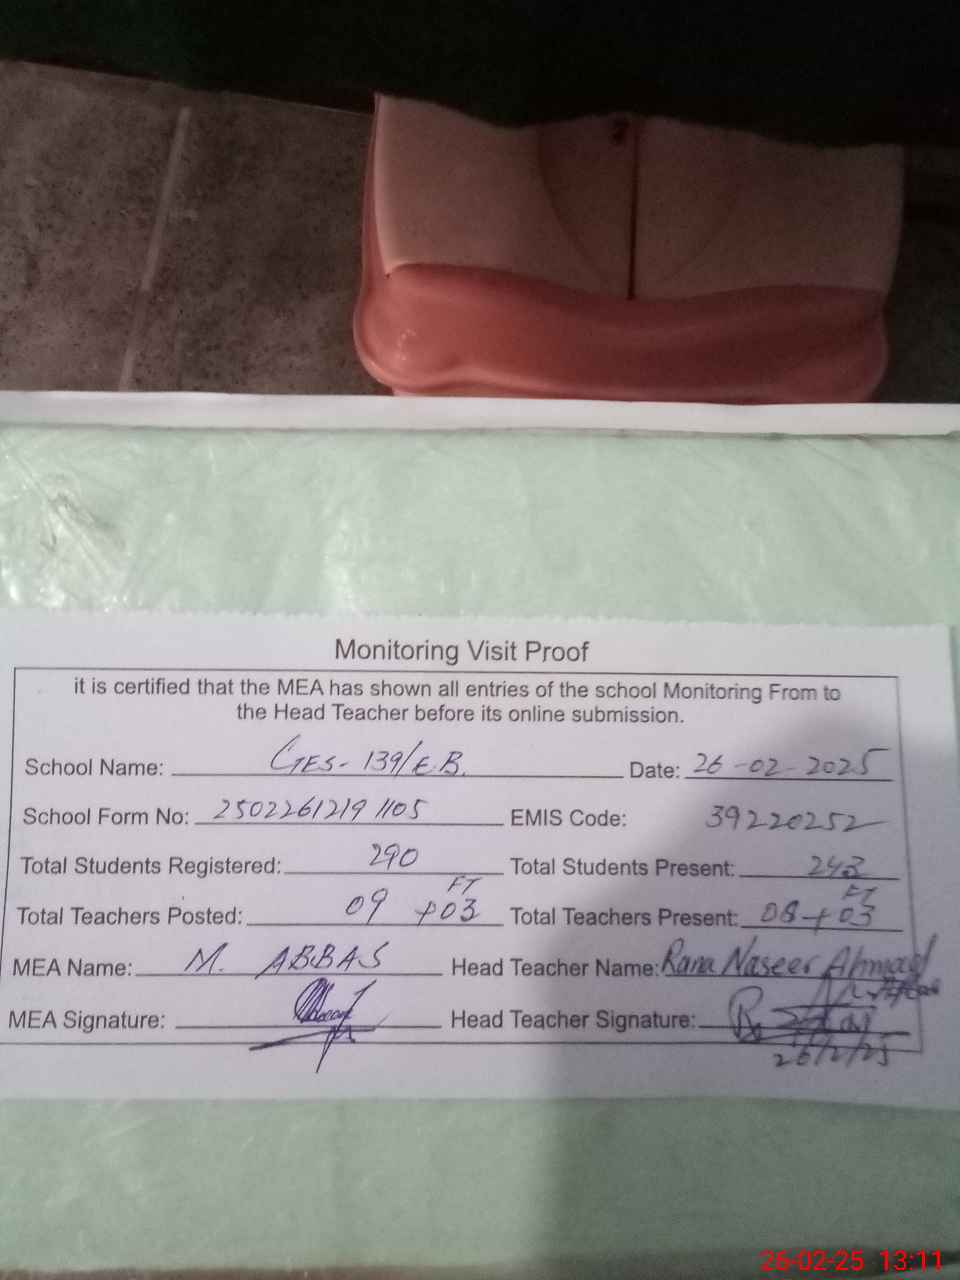 Monitoring Visit Proof
it is certified that the MEA has shown all entries of the school Monitoring From to
the Head Teacher before its online submission.
School Name: GES- 139/E.B. Date: 26-02-2025
School Form No: 2502261219 1105 EMIS Code: 39220252
Total Students Registered: 290 Total Students Present: 243
Total Teachers Posted: 09 +03 FT Total Teachers Present: 08+03 FT
MEA Name: M. ABBAS Head Teacher Name: Rana Naseer Ahmad
MEA Signature: Head Teacher Signature:
26/2/25
26-02-25 13:11